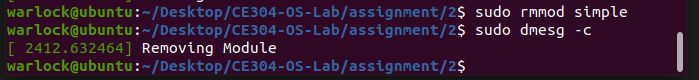 warlock@ubuntu:~/Desktop/CE304-OS-Lab/assignment/2$ sudo rmmod simple
warlock@ubuntu:~/Desktop/CE304-OS-Lab/assignment/2$ sudo dmesg -c
[ 2412.632464] Removing Module
warlock@ubuntu:~/Desktop/CE304-OS-Lab/assignment/2$